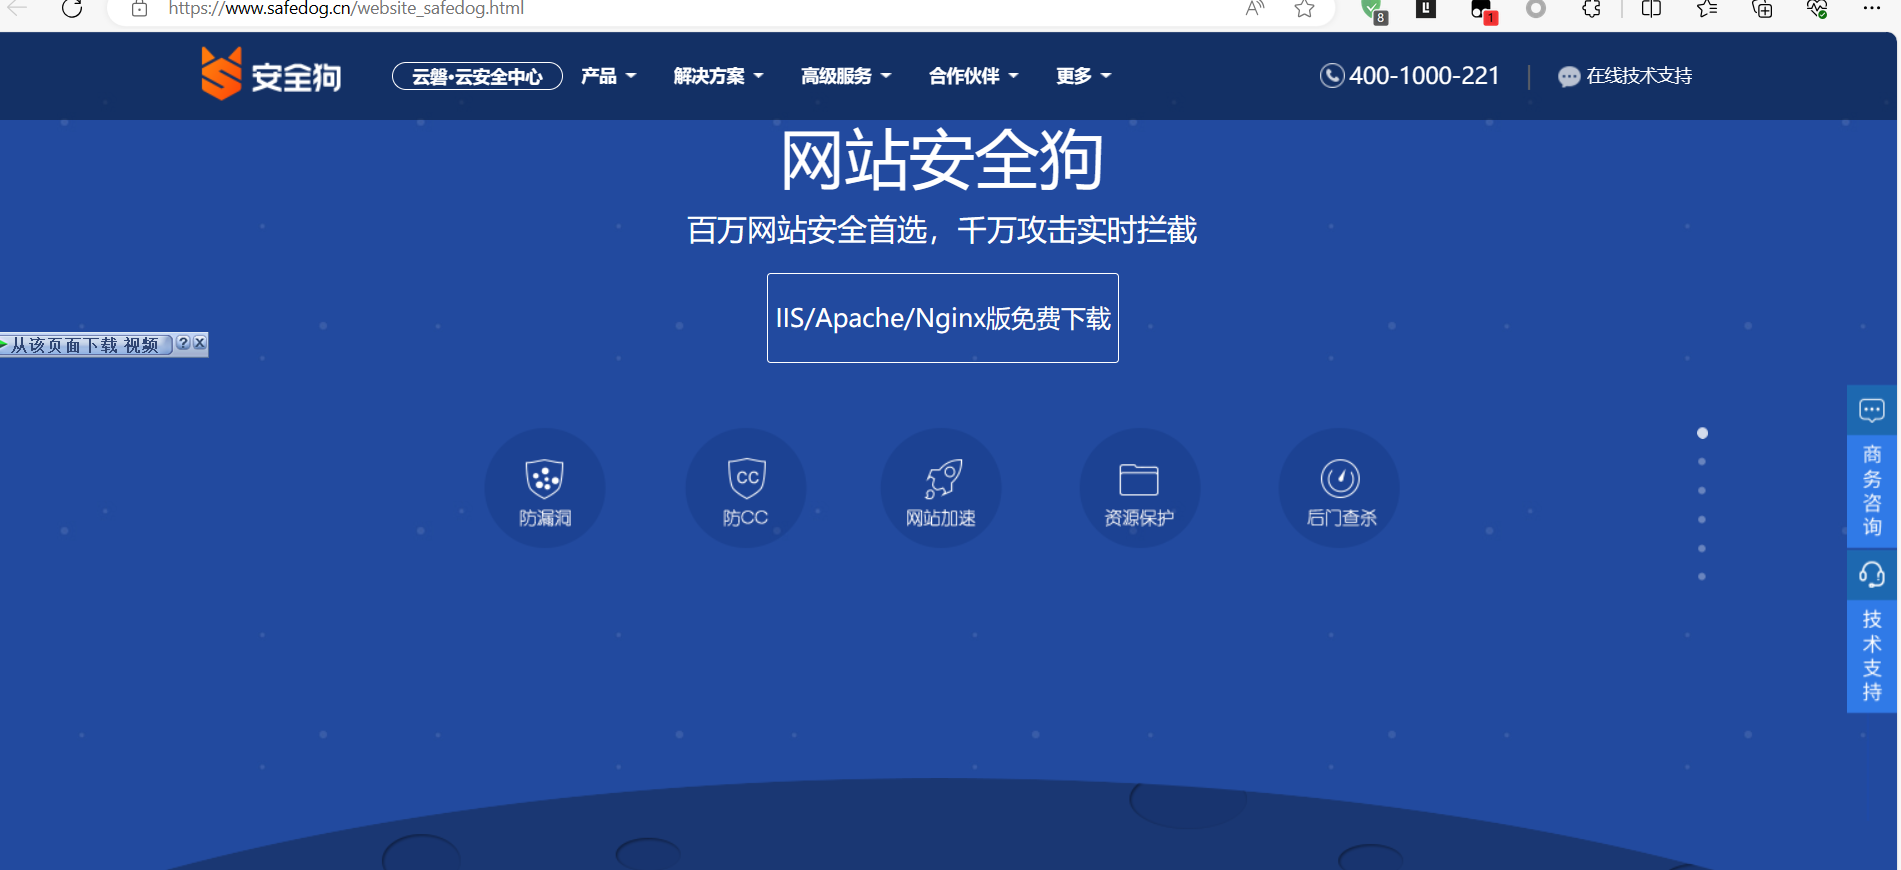 https://www.safedog.cn/website_safedog.html
8
1
安全狗
云磐·云安全中心 产品 解决方案 高级服务 合作伙伴 更多
400-1000-221
在线技术支持
网站安全狗
百万网站安全首选，千万攻击实时拦截
IIS/Apache/Nginx版免费下载
从该页面下载 视频 ? X
CC
防漏洞 防CC 网站加速 资源保护 后门查杀
商务咨询
技术支持